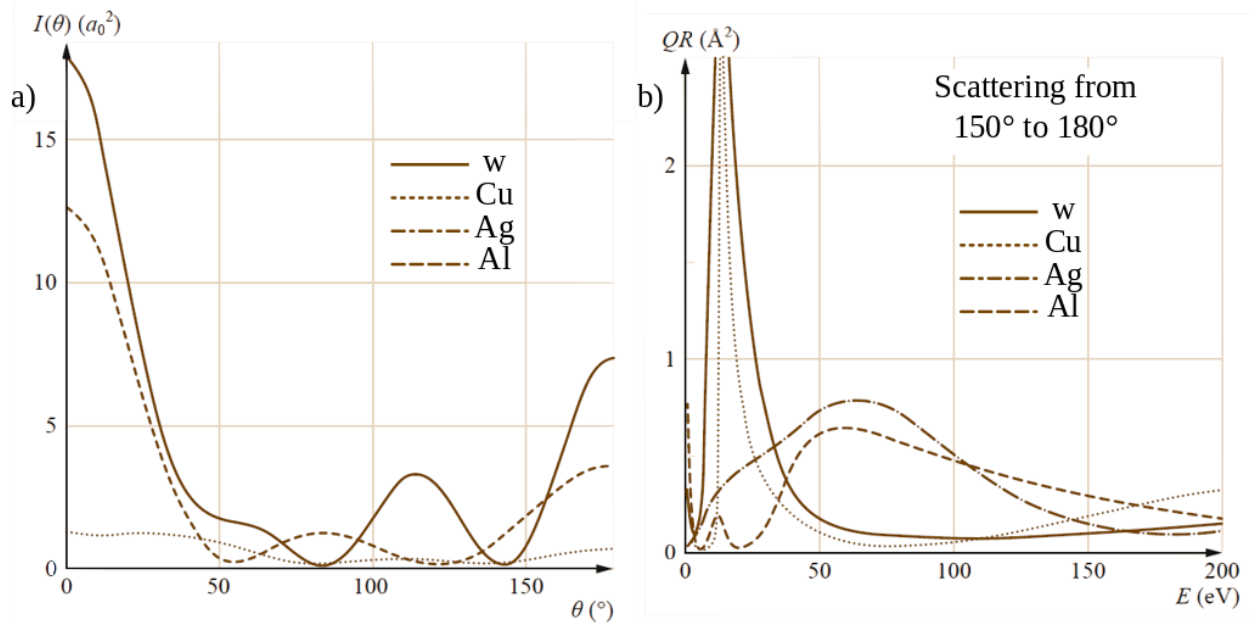 I(θ) (a₀²)
a)
15
10
5
0
0
50
100
150
θ (°)
w
Cu
Ag
Al
QR (Å²)
b)
Scattering from
150° to 180°
2
1
0
0
50
100
150
200
E (eV)
w
Cu
Ag
Al